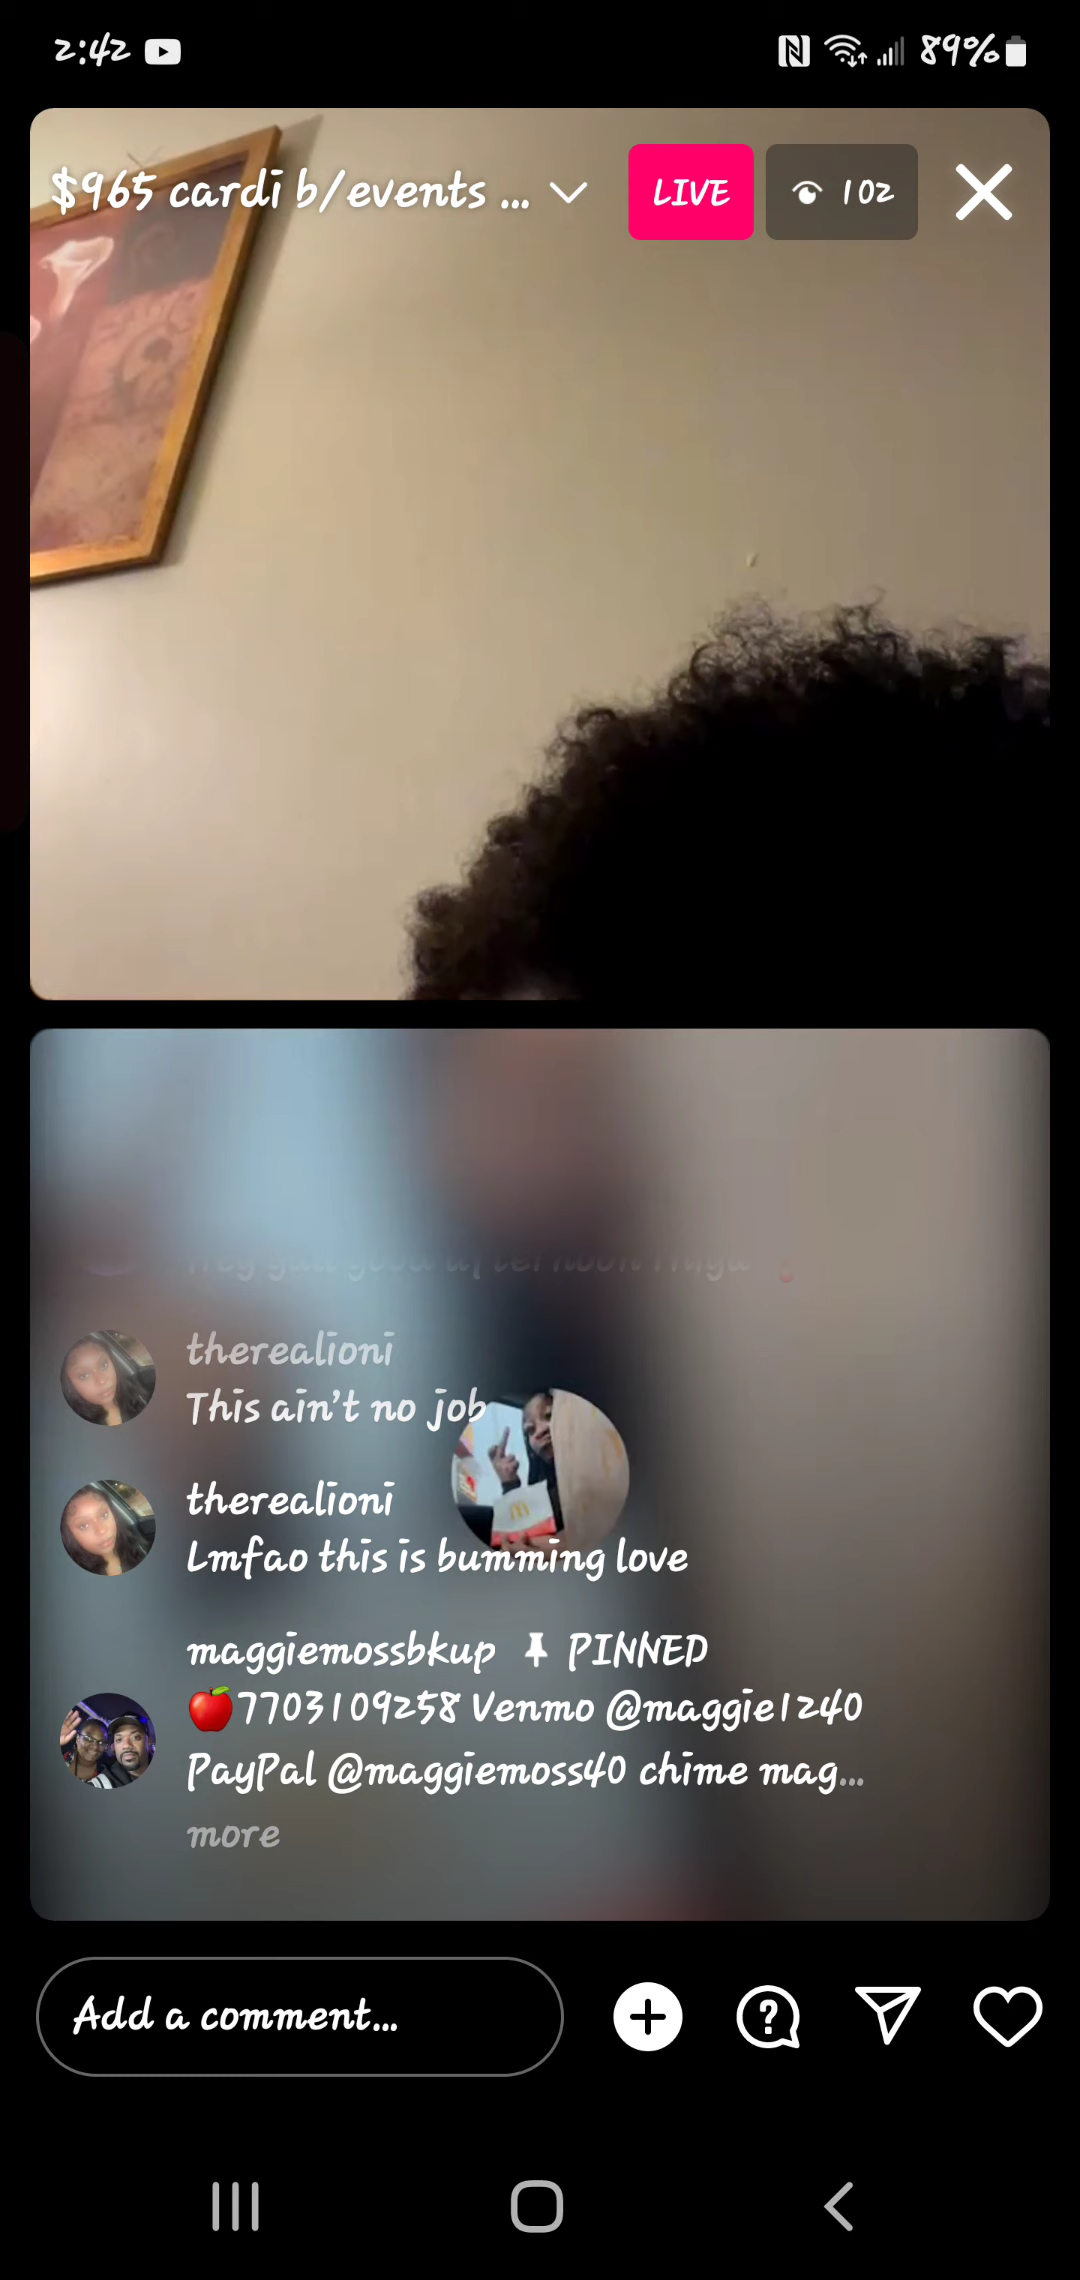 2:42
89%
$965 cardi b/events ...
LIVE
102
therealioni
This ain't no job
therealioni
Lmfao this is bumming love
maggiemossbkup 📌 PINNED
🍎7703109258 Venmo @maggie1240
PayPal @maggiemoss40 chime mag...
more
Add a comment...